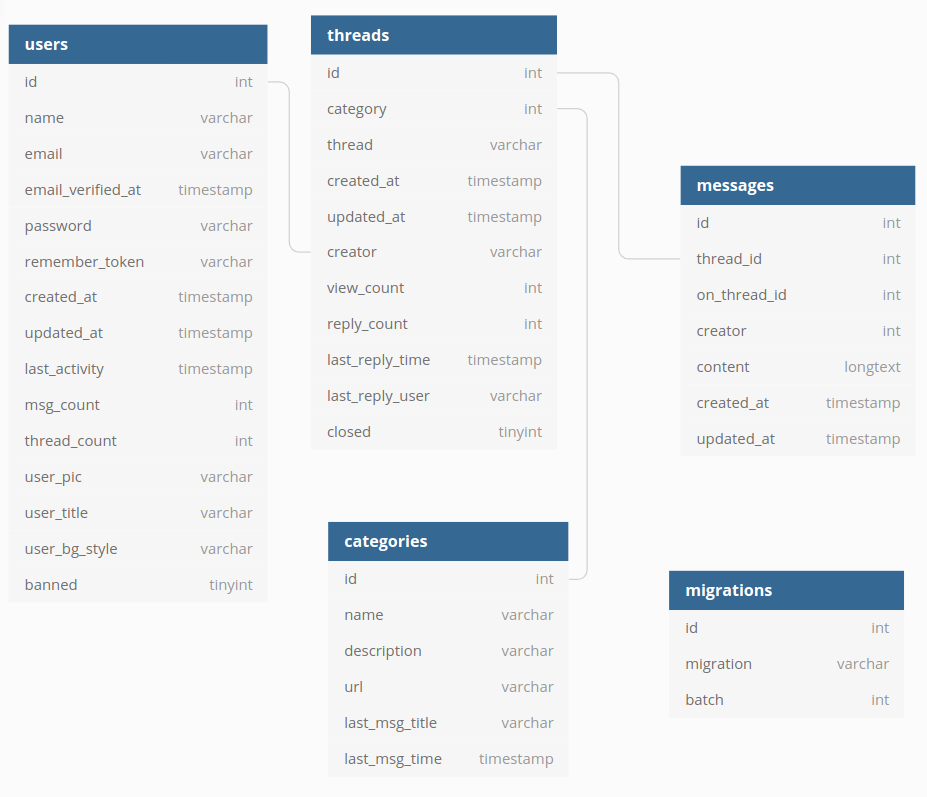 users
id int
name varchar
email varchar
email_verified_at timestamp
password varchar
remember_token varchar
created_at timestamp
updated_at timestamp
last_activity timestamp
msg_count int
thread_count int
user_pic varchar
user_title varchar
user_bg_style varchar
banned tinyint
threads
id int
category int
thread varchar
created_at timestamp
updated_at timestamp
creator varchar
view_count int
reply_count int
last_reply_time timestamp
last_reply_user varchar
closed tinyint
messages
id int
thread_id int
on_thread_id int
creator int
content longtext
created_at timestamp
updated_at timestamp
categories
id int
name varchar
description varchar
url varchar
last_msg_title varchar
last_msg_time timestamp
migrations
id int
migration varchar
batch int